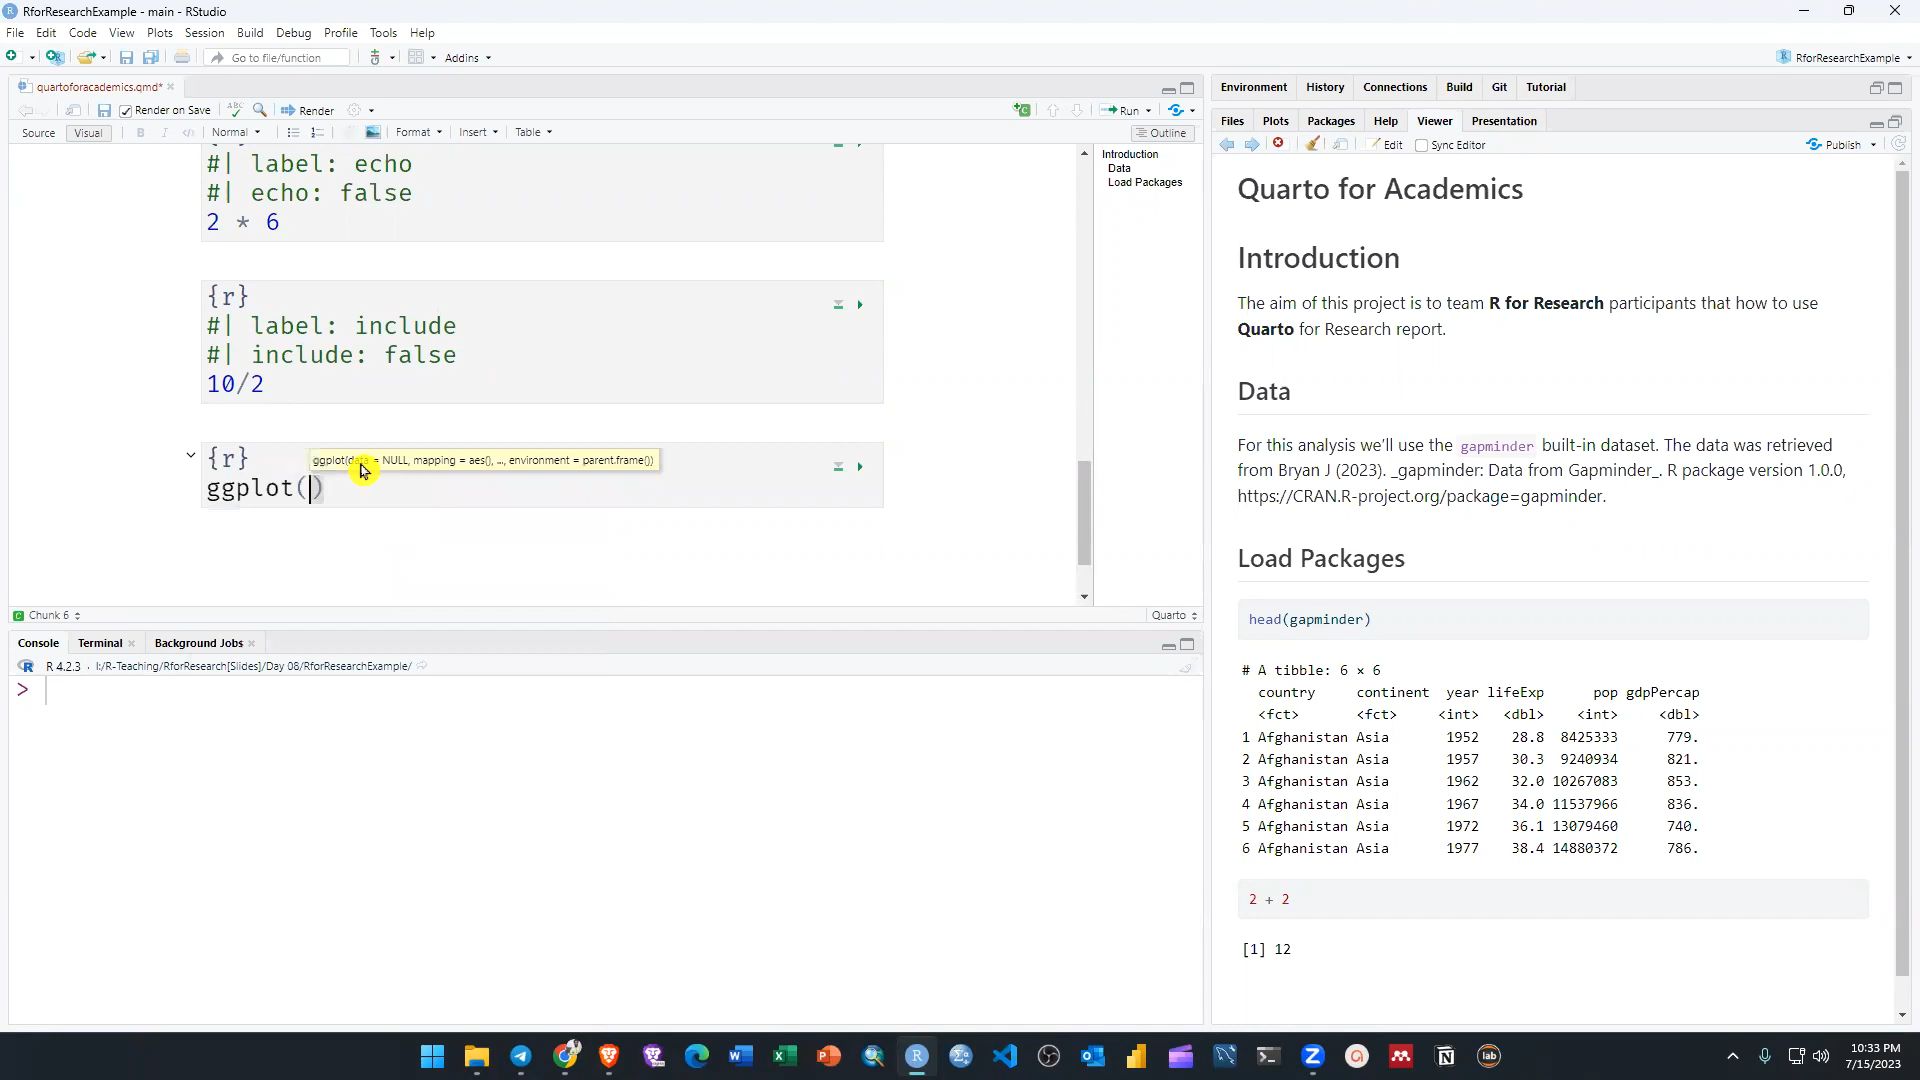 RforResearchExample - main - RStudio
File Edit Code View Plots Session Build Debug Profile Tools Help
Go to file/function Addins RforResearchExample
quartoforacademics.qmd*
Render on Save ABC Render Run
Source Visual B I </> Normal Format Insert Table Outline
#| label: echo
#| echo: false
2 * 6
{r}
#| label: include
#| include: false
10/2
{r}
ggplot(data = NULL, mapping = aes(), ..., environment = parent.frame())
ggplot()
Introduction
Data
Load Packages
Chunk 6 Quarto
Console Terminal Background Jobs
R 4.2.3 · I:/R-Teaching/RforResearch[Slides]/Day 08/RforResearchExample/
>
Environment History Connections Build Git Tutorial
Files Plots Packages Help Viewer Presentation
Edit Sync Editor Publish
Quarto for Academics
Introduction
The aim of this project is to team R for Research participants that how to use
Quarto for Research report.
Data
For this analysis we'll use the gapminder built-in dataset. The data was retrieved
from Bryan J (2023). _gapminder: Data from Gapminder_. R package version 1.0.0,
https://CRAN.R-project.org/package=gapminder.
Load Packages
head(gapminder)
# A tibble: 6 × 6
country continent year lifeExp pop gdpPercap
<fct> <fct> <int> <dbl> <int> <dbl>
1 Afghanistan Asia 1952 28.8 8425333 779.
2 Afghanistan Asia 1957 30.3 9240934 821.
3 Afghanistan Asia 1962 32.0 10267083 853.
4 Afghanistan Asia 1967 34.0 11537966 836.
5 Afghanistan Asia 1972 36.1 13079460 740.
6 Afghanistan Asia 1977 38.4 14880372 786.
2 + 2
[1] 12
10:33 PM
7/15/2023